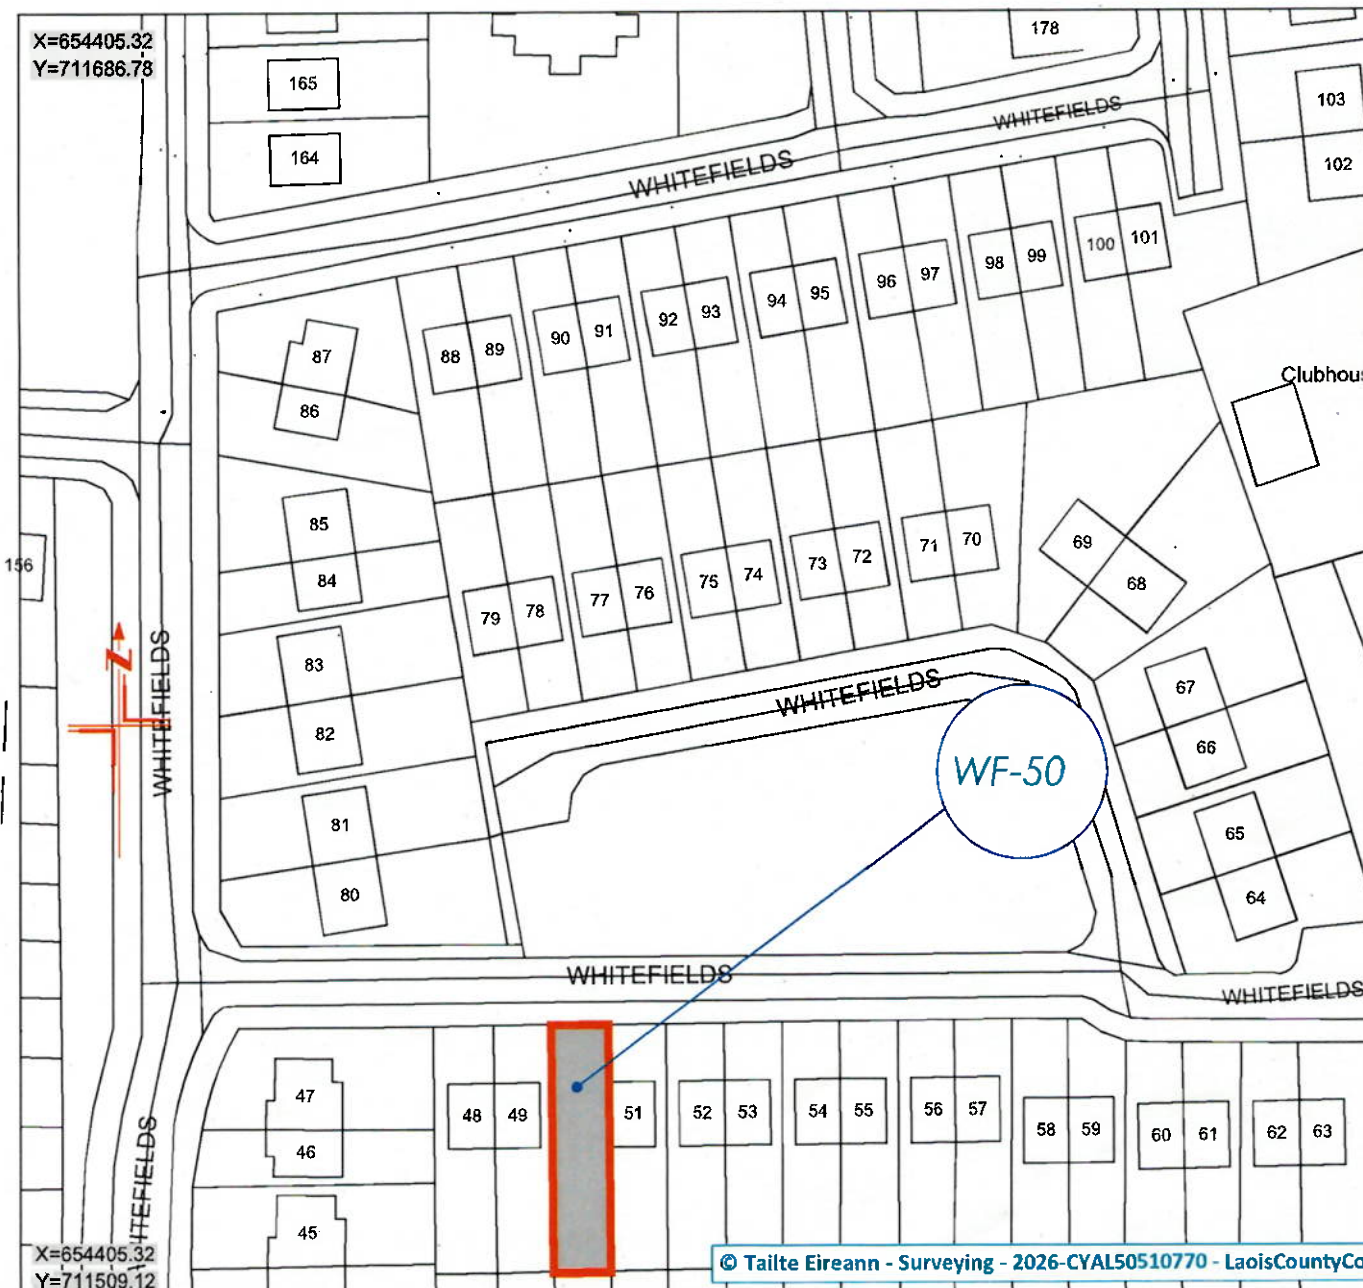 X=654405.32
Y=711686.78
178
165
103
WHITEFIELDS
164
WHITEFIELDS
102
100 101
98 99
96 97
94 95
92 93
90 91
88 89
87
86
Clubhous
85
84
156
71 70
69
68
73 72
75 74
77 76
79 78
83
82
WHITEFIELDS
Z
WHITEFIELDS
67
66
WF-50
81
80
65
64
WHITEFIELDS
WHITEFIELDS
47
46
48 49
51
52 53
54 55
56 57
58 59
60 61
62 63
45
ITEFIELDS
X=654405.32
Y=711509.12
© Tailte Eireann - Surveying - 2026-CYAL50510770 - LaoisCountyCo